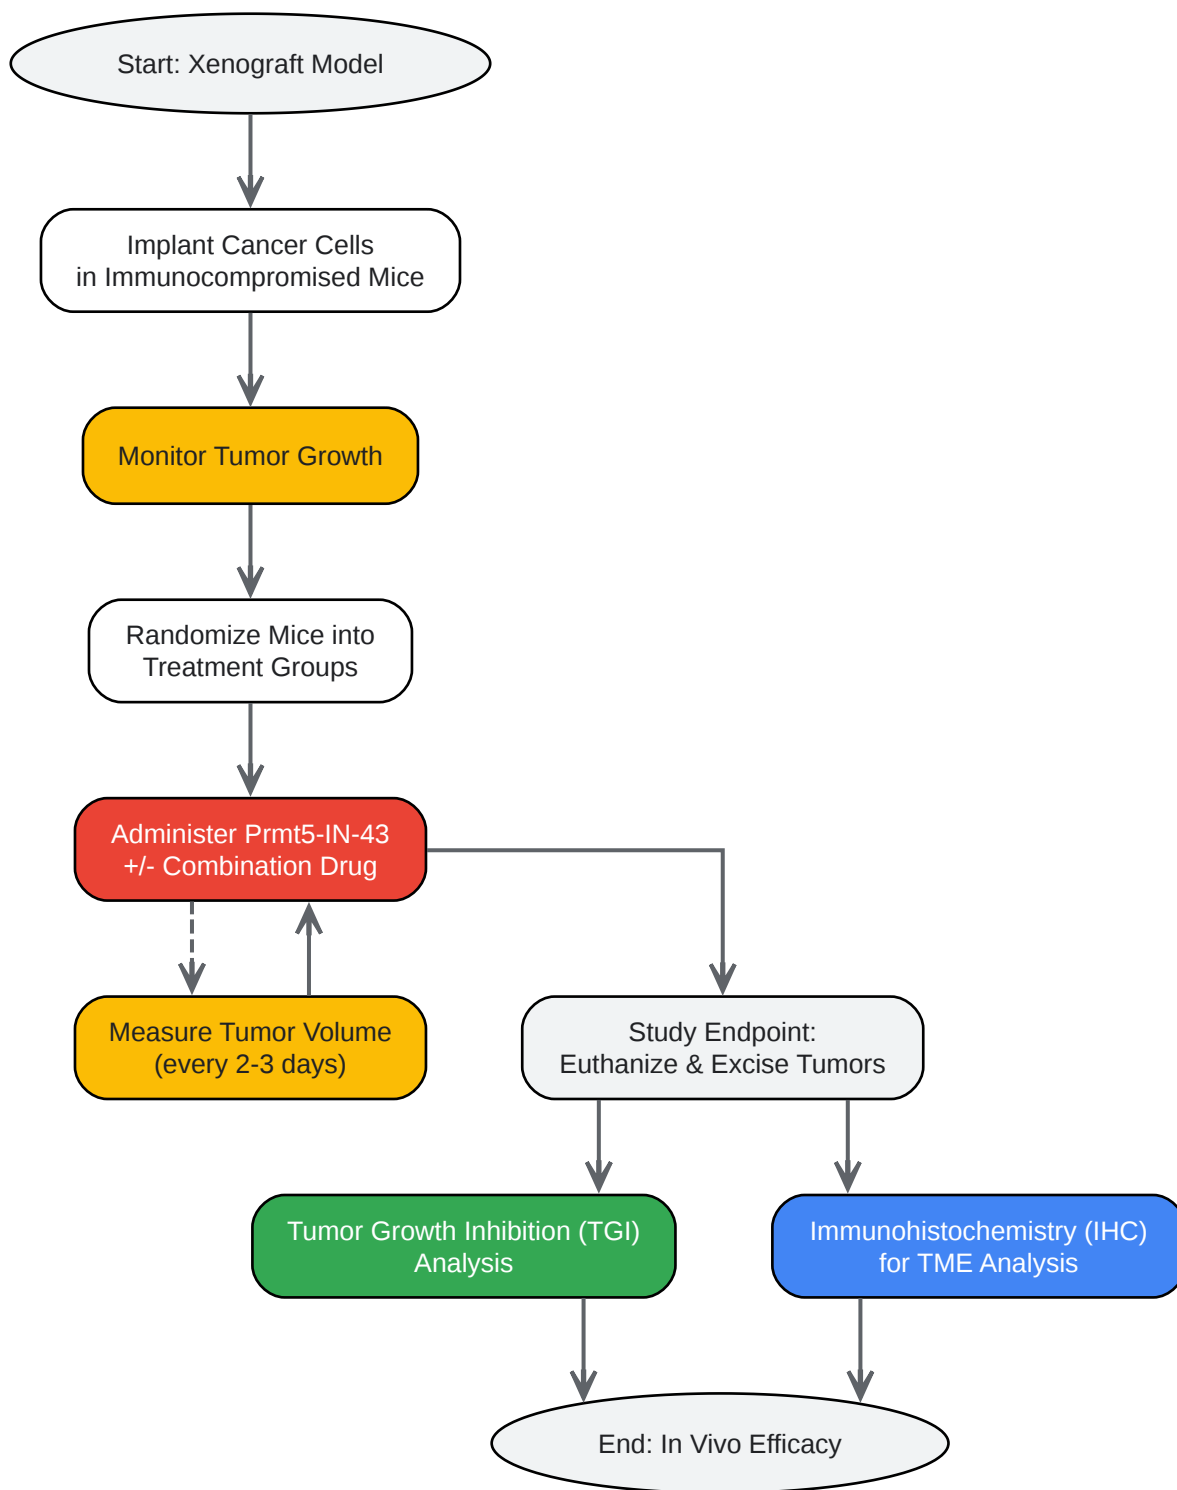 Start: Xenograft Model
Implant Cancer Cells
in Immunocompromised Mice
Monitor Tumor Growth
Randomize Mice into
Treatment Groups
Administer Prmt5-IN-43
+/- Combination Drug
Measure Tumor Volume
(every 2-3 days)
Study Endpoint:
Euthanize & Excise Tumors
Tumor Growth Inhibition (TGI)
Analysis
Immunohistochemistry (IHC)
for TME Analysis
End: In Vivo Efficacy